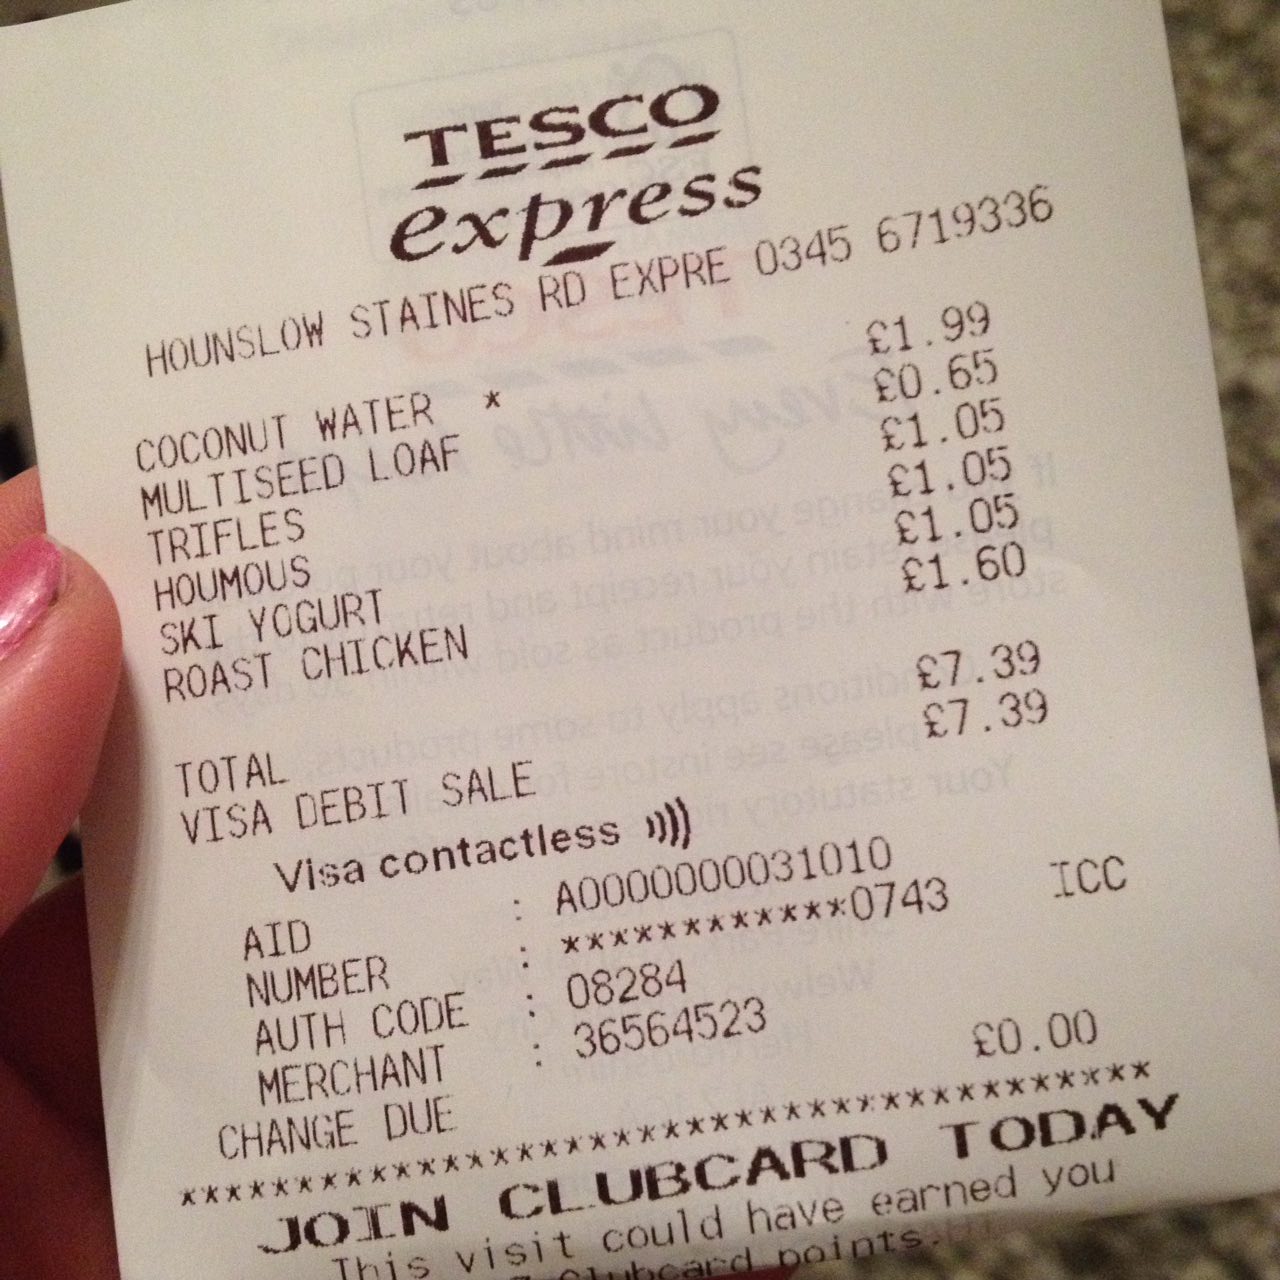 TESCO
express
HOUNSLOW STAINES RD EXPRE 0345 6719336
COCONUT WATER * £1.99
MULTISEED LOAF £0.65
TRIFLES £1.05
HOUMOUS £1.05
SKI YOGURT £1.05
ROAST CHICKEN £1.60
TOTAL £7.39
VISA DEBIT SALE £7.39
Visa contactless
AID : A0000000031010
NUMBER : ************0743 ICC
AUTH CODE : 08284
MERCHANT : 36564523
CHANGE DUE £0.00
******************************************
JOIN CLUBCARD TODAY
This visit could have earned you
7 Clubcard points.